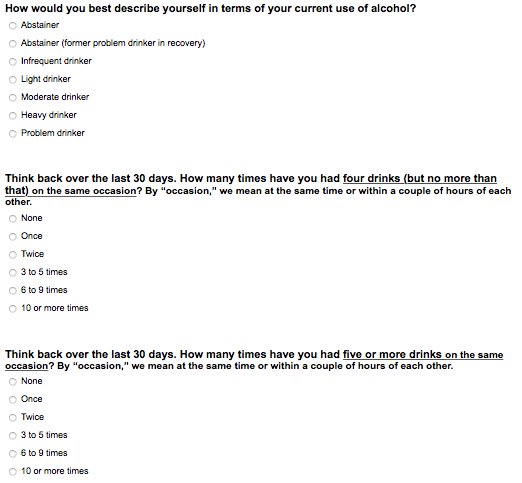 How would you best describe yourself in terms of your current use of alcohol?
Abstainer
Abstainer (former problem drinker in recovery)
Infrequent drinker
Light drinker
Moderate drinker
Heavy drinker
Problem drinker
Think back over the last 30 days. How many times have you had four drinks (but no more than
that) on the same occasion? By "occasion," we mean at the same time or within a couple of hours of each
other.
None
Once
Twice
3 to 5 times
6 to 9 times
10 or more times
Think back over the last 30 days. How many times have you had five or more drinks on the same
occasion? By "occasion," we mean at the same time or within a couple of hours of each other.
None
Once
Twice
3 to 5 times
6 to 9 times
10 or more times